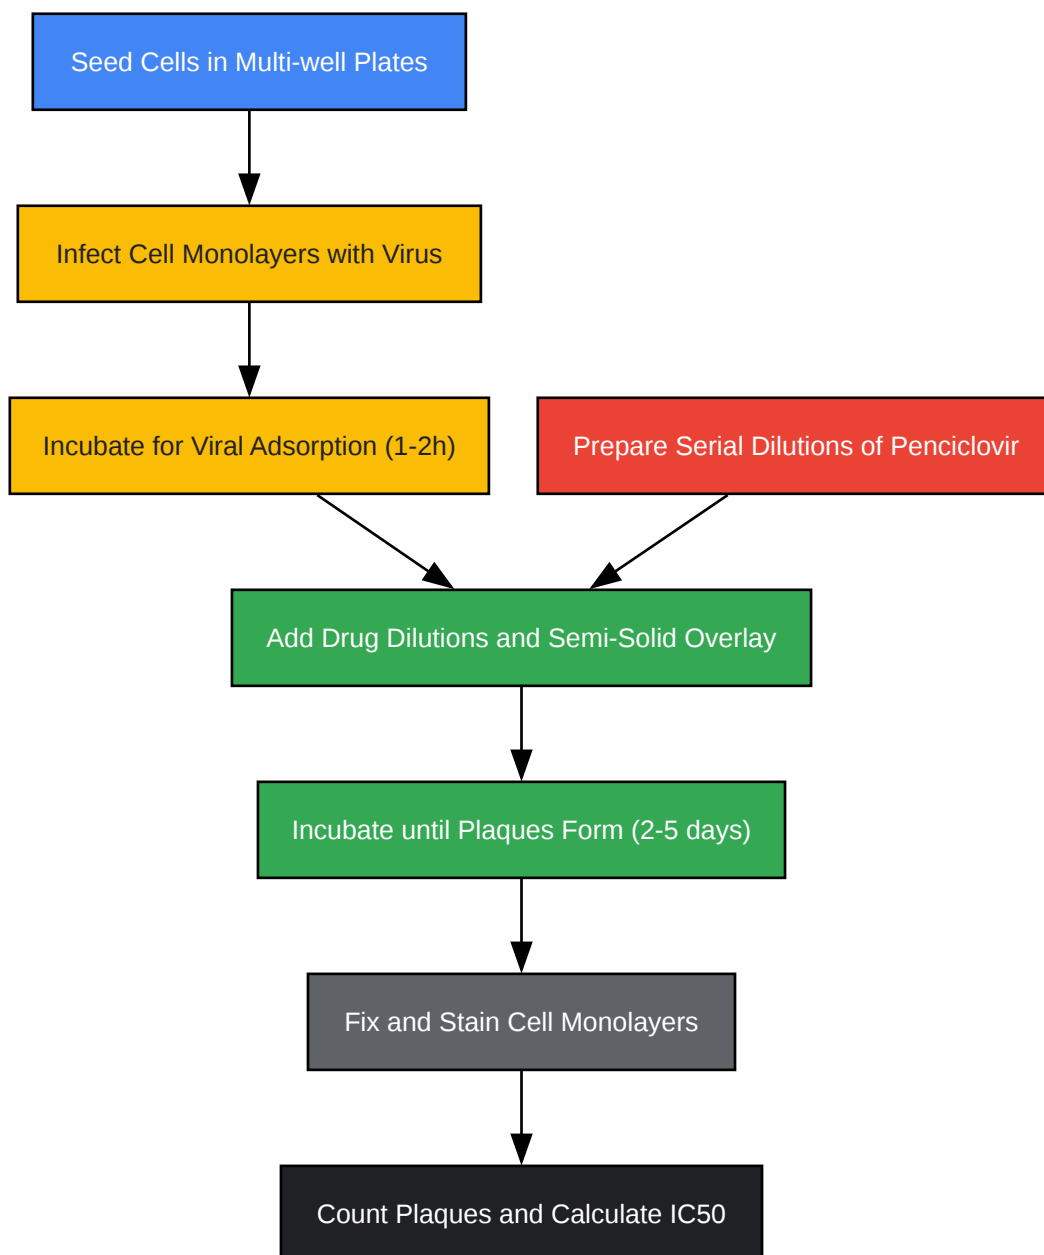 Seed Cells in Multi-well Plates
Infect Cell Monolayers with Virus
Incubate for Viral Adsorption (1-2h)
Prepare Serial Dilutions of Penciclovir
Add Drug Dilutions and Semi-Solid Overlay
Incubate until Plaques Form (2-5 days)
Fix and Stain Cell Monolayers
Count Plaques and Calculate IC50